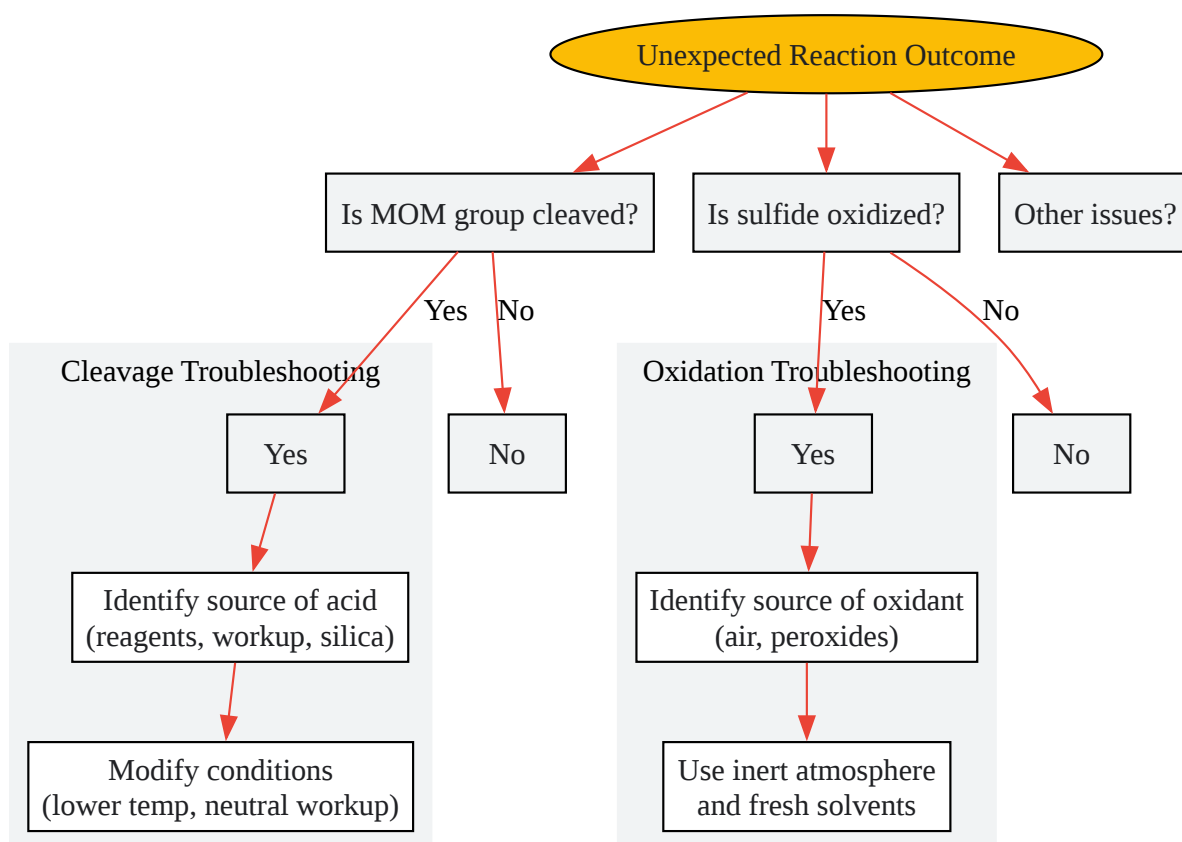 Unexpected Reaction Outcome
Is MOM group cleaved?
Is sulfide oxidized?
Other issues?
Yes
No
Yes
No
Cleavage Troubleshooting
Oxidation Troubleshooting
Yes
No
Yes
No
Identify source of acid
(reagents, workup, silica)
Identify source of oxidant
(air, peroxides)
Modify conditions
(lower temp, neutral workup)
Use inert atmosphere
and fresh solvents